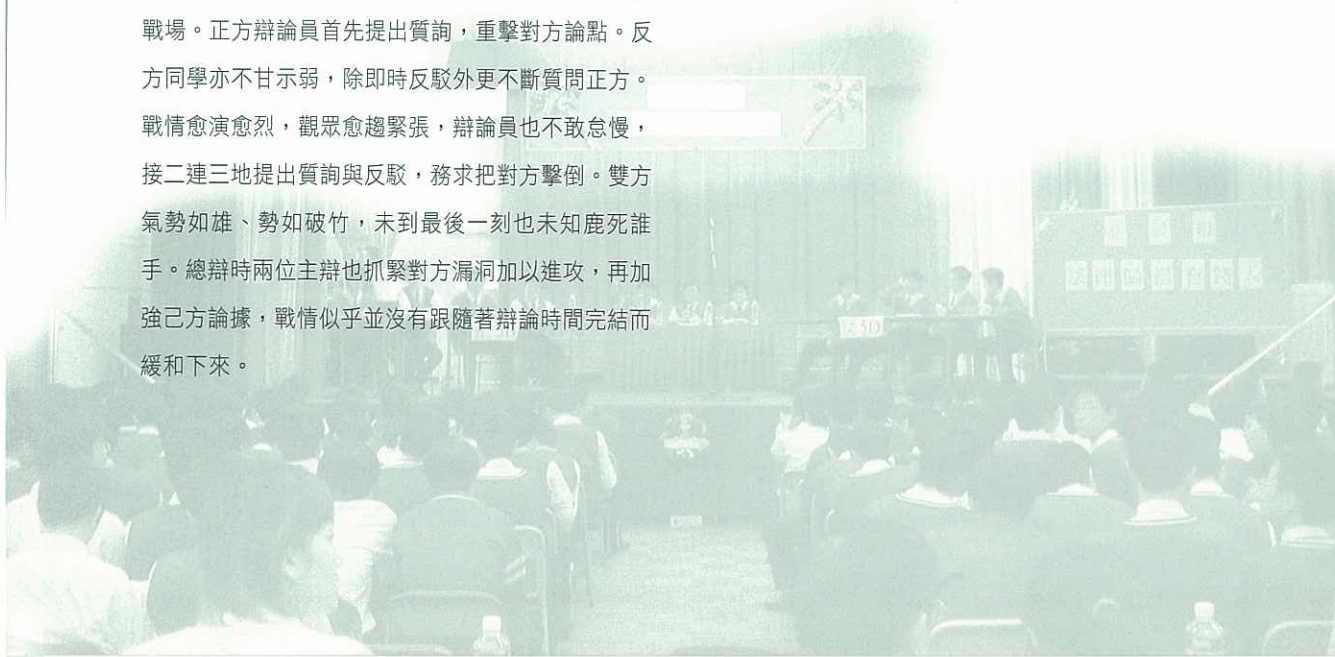 戰場。正方辯論員首先提出質詢，重擊對方論點。反
方同學亦不甘示弱，除即時反駁外更不斷質問正方。
戰情愈演愈烈，觀眾愈趨緊張，辯論員也不敢怠慢，
接二連三地提出質詢與反駁，務求把對方擊倒。雙方
氣勢如雄、勢如破竹，未到最後一刻也未知鹿死誰
手。總辯時兩位主辯也抓緊對方漏洞加以進攻，再加
強己方論據，戰情似乎並沒有跟隨著辯論時間完結而
緩和下來。